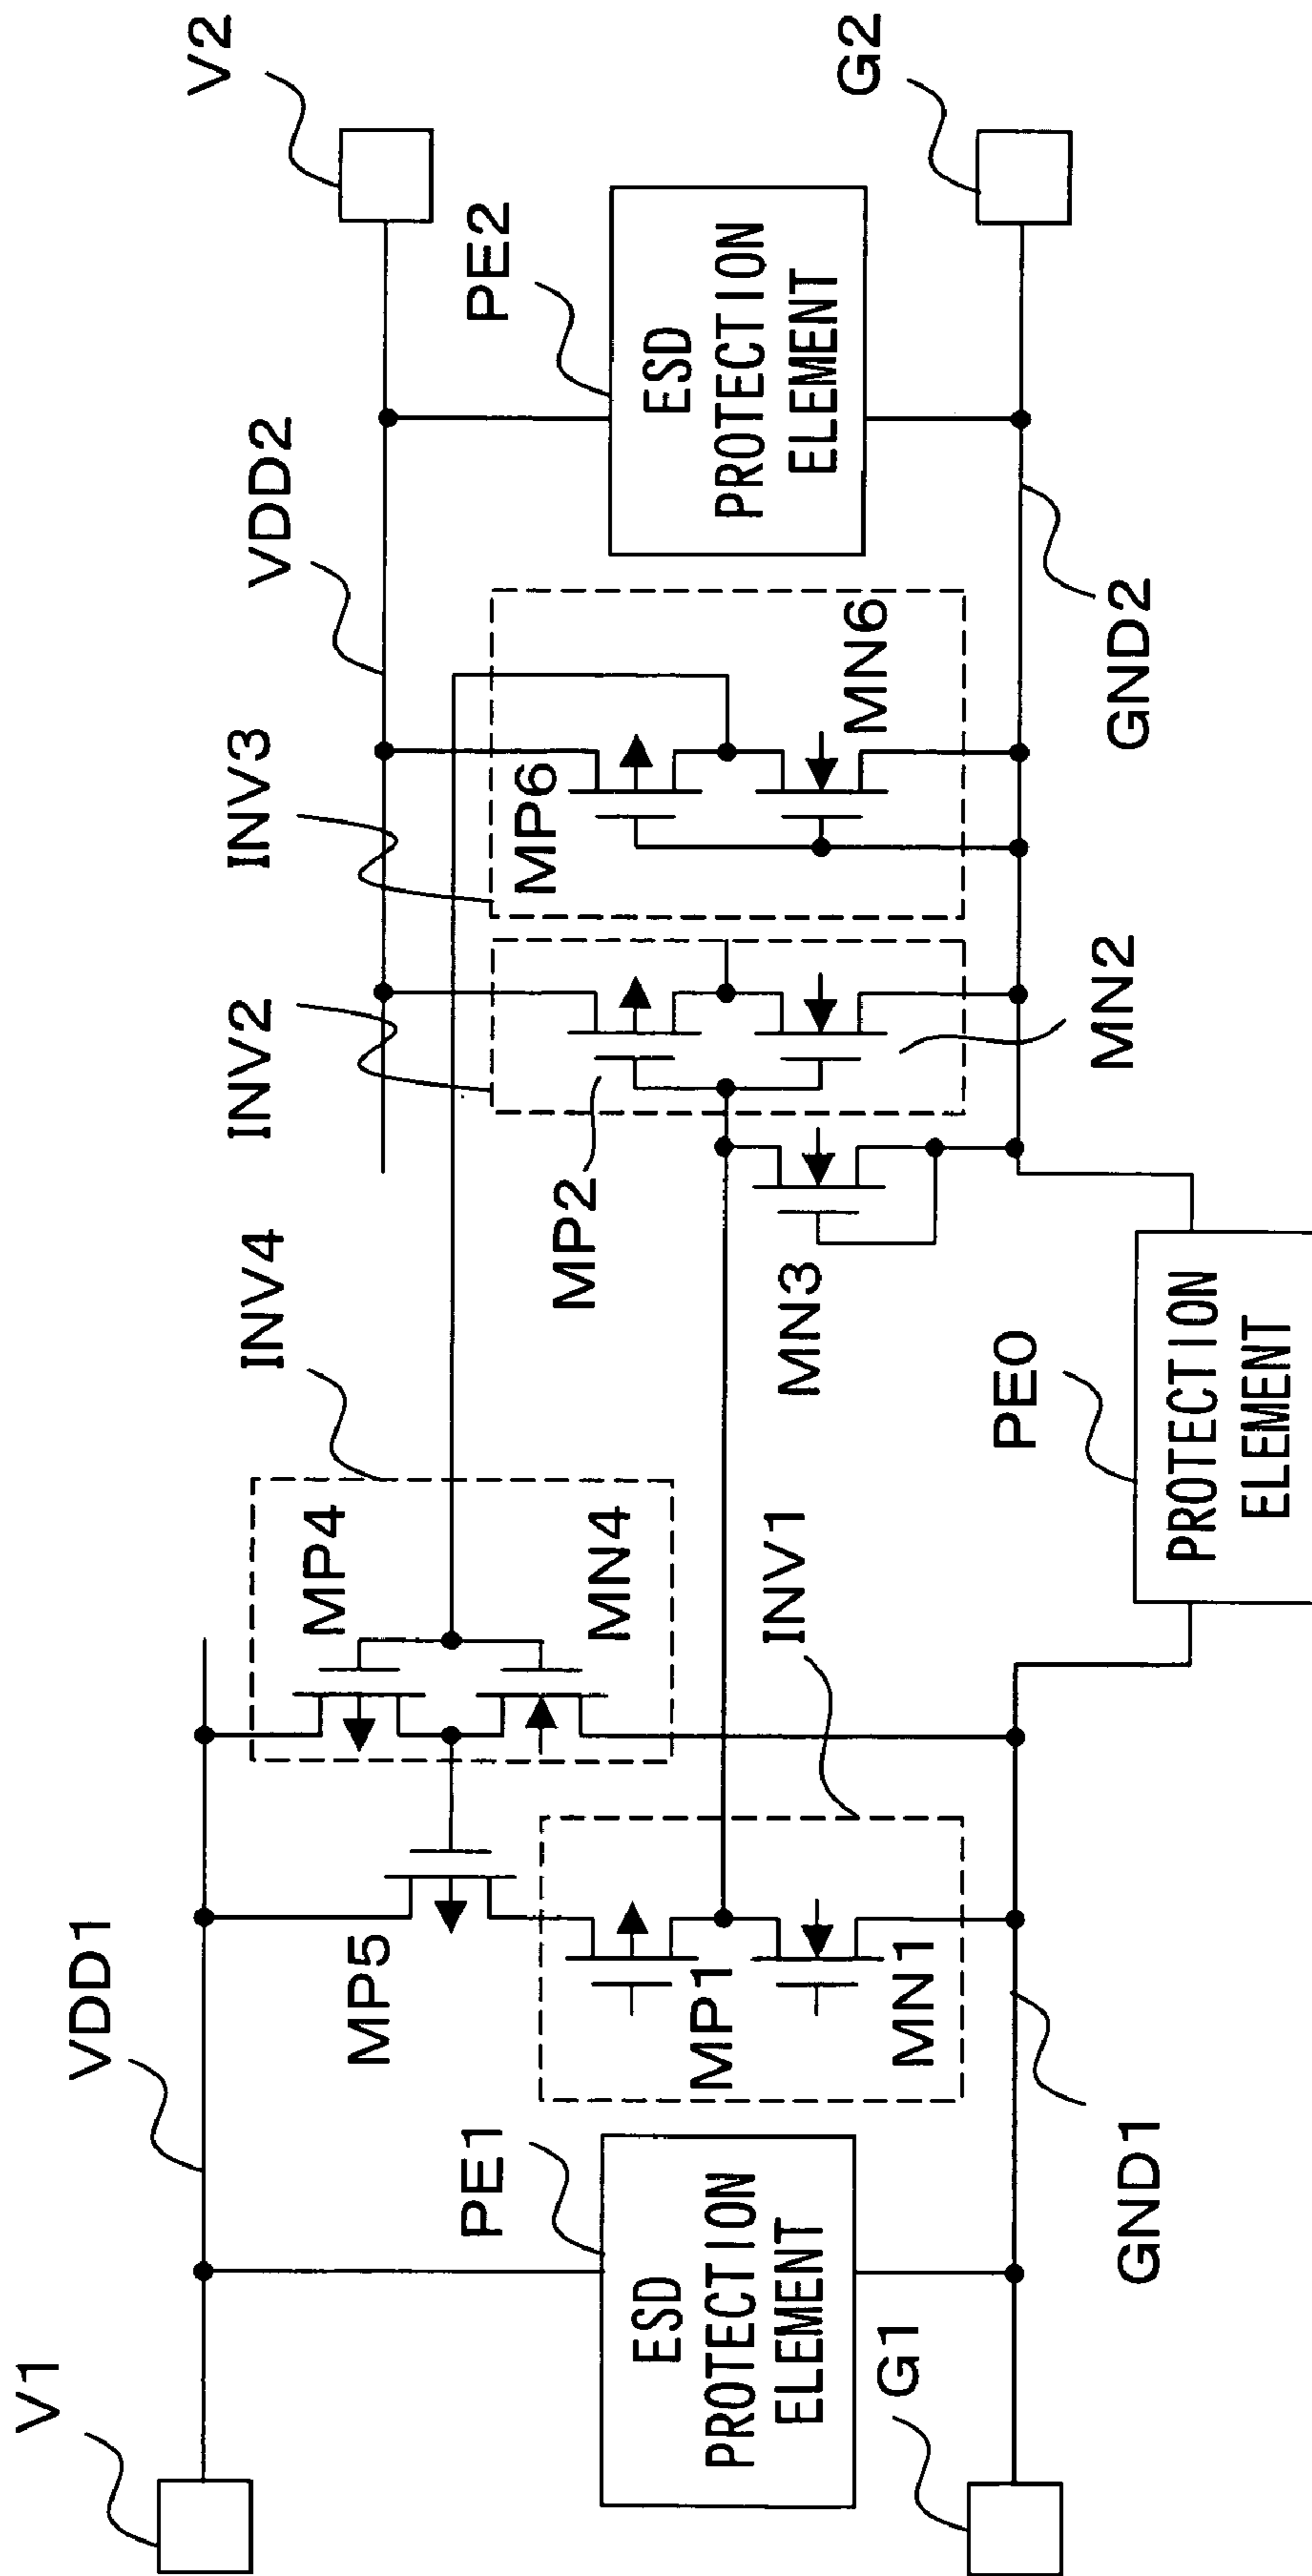 V1
VDD1
PE1
ESD
PROTECTION
ELEMENT
G1
GND1
MP5
INV4
MP4
MN4
MP1
MN1
INV1
PE0
PROTECTION
ELEMENT
MN3
MP2
INV2
MN2
INV3
MP6
MN6
VDD2
GND2
PE2
ESD
PROTECTION
ELEMENT
V2
G2